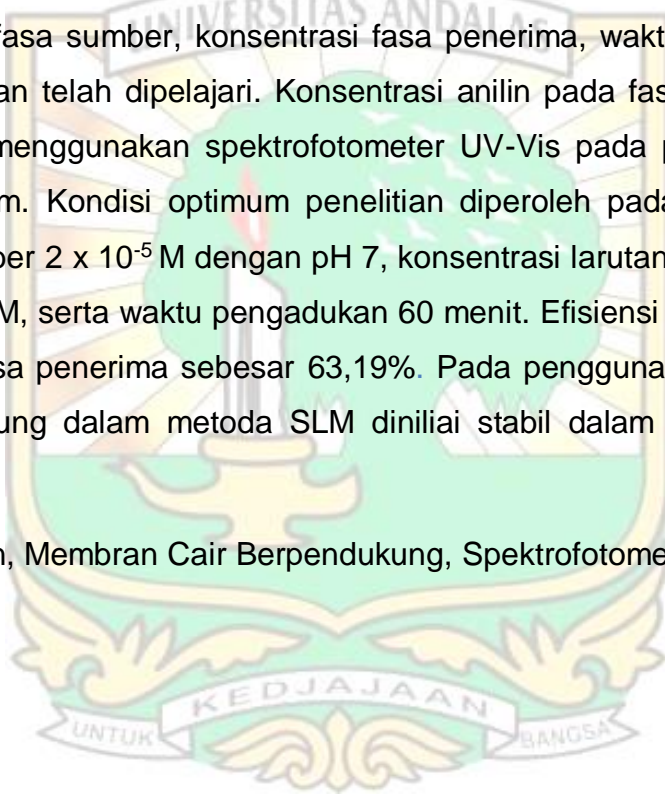 UNIVERSITAS ANDALAS
fasa sumber, konsentrasi fasa penerima, wakt
an telah dipelajari. Konsentrasi anilin pada fas
menggunakan spektrofotometer UV-Vis pada p
m. Kondisi optimum penelitian diperoleh pada
ber 2 x 10⁻⁵ M dengan pH 7, konsentrasi larutan
M, serta waktu pengadukan 60 menit. Efisiensi
sa penerima sebesar 63,19%. Pada pengguna
ung dalam metoda SLM diniliai stabil dalam
n, Membran Cair Berpendukung, Spektrofotome
KEDJAJAAN
UNTUK BANGSA